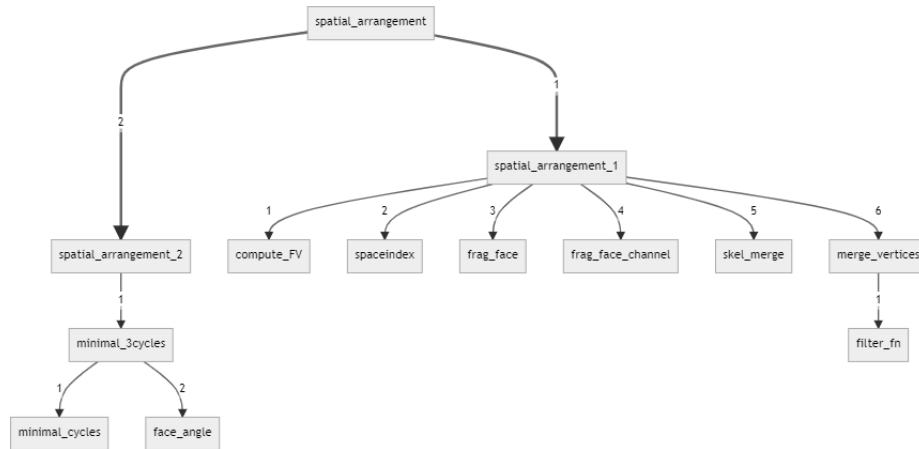 spatial_arrangement
2
1
spatial_arrangement_1
1
2
3
4
5
6
spatial_arrangement_2
compute_FV
spaceindex
frag_face
frag_face_channel
skel_merge
merge_vertices
1
1
minimal_3cycles
filter_fn
1
2
minimal_cycles
face_angle